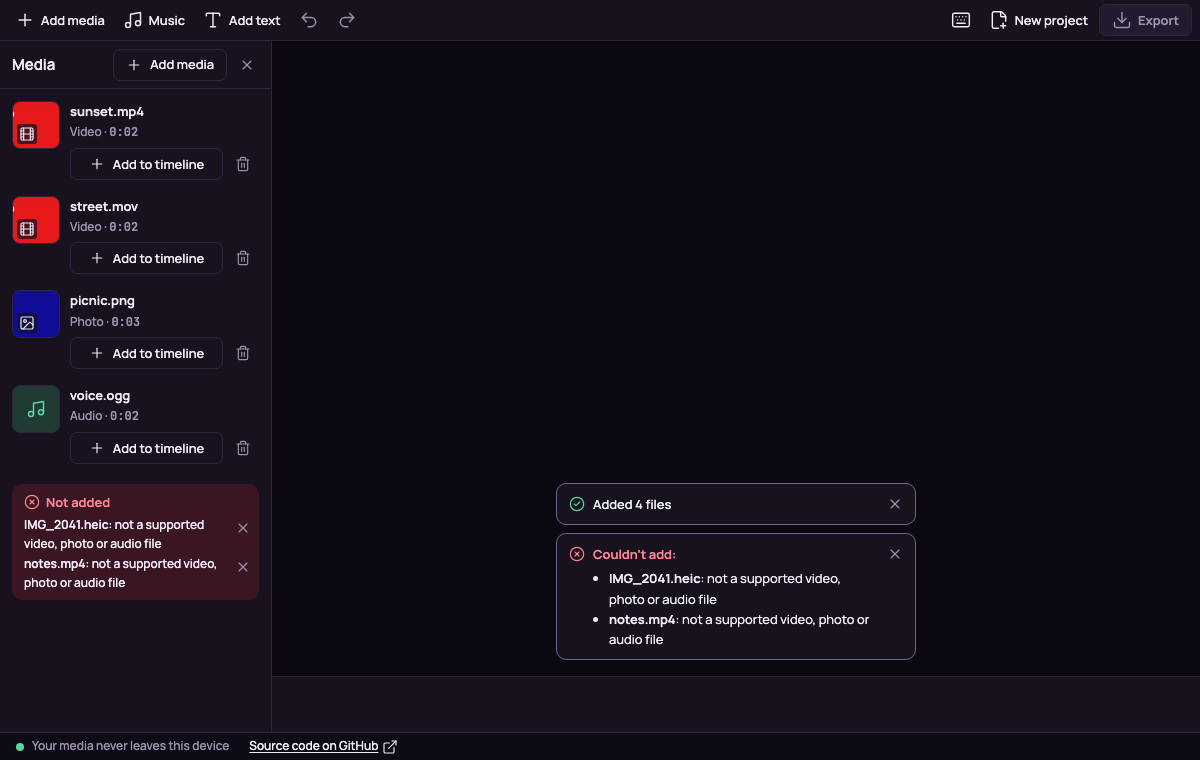 Add media
Music
Add text
New project
Export
Media
Add media
sunset.mp4
Video · 0:02
Add to timeline
street.mov
Video · 0:02
Add to timeline
picnic.png
Photo · 0:03
Add to timeline
voice.ogg
Audio · 0:02
Add to timeline
Not added
IMG_2041.heic: not a supported
video, photo or audio file
notes.mp4: not a supported video,
photo or audio file
Added 4 files
Couldn't add:
IMG_2041.heic: not a supported video,
photo or audio file
notes.mp4: not a supported video, photo or
audio file
Your media never leaves this device
Source code on GitHub